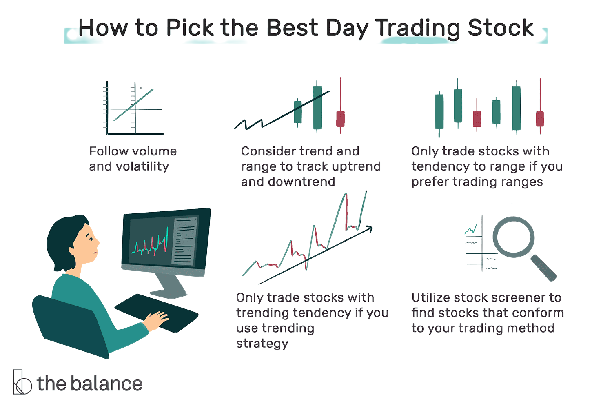 How to Pick the Best Day Trading Stock
Follow volume
and volatility
Consider trend and
range to track uptrend
and downtrend
Only trade stocks with
tendency to range if you
prefer trading ranges
Only trade stocks with
trending tendency if you
use trending
strategy
Utilize stock screener to
find stocks that conform
to your trading method
the balance